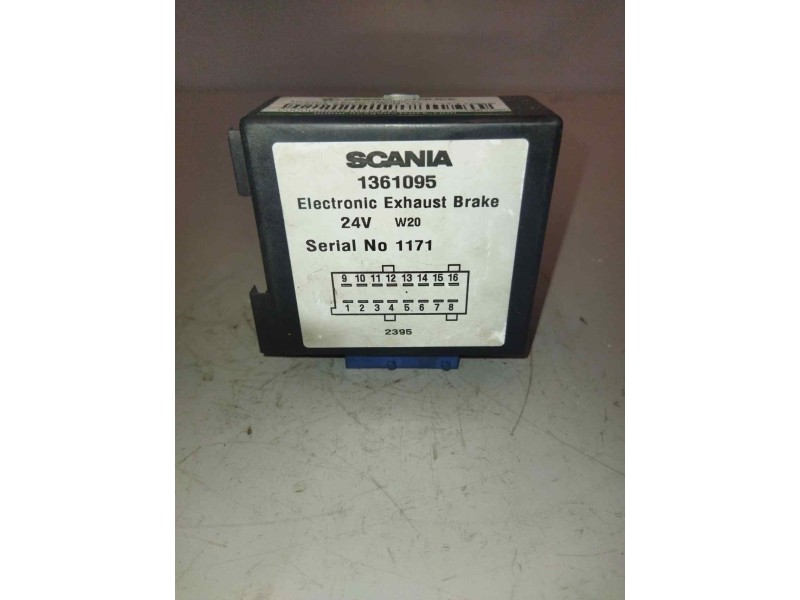 SCANIA
1361095
Electronic Exhaust Brake
24V W20
Serial No 1171
9 10 11 12 13 14 15 16
1 2 3 4 5 6 7 8
2395